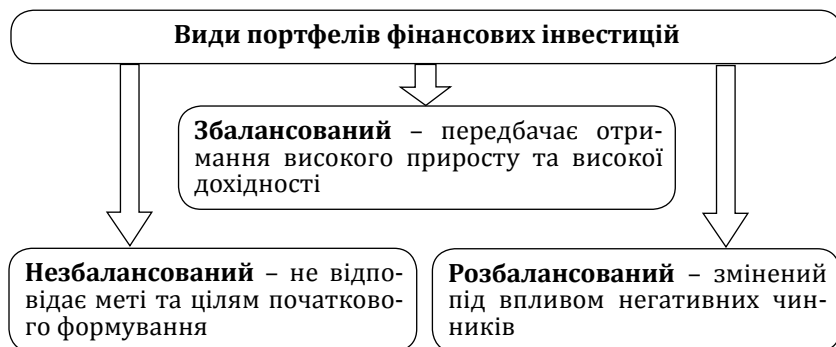 Види портфелів фінансових інвестицій
Збалансований – передбачає отри-
мання високого приросту та високої
дохідності
Незбалансований – не відпо-
відає меті та цілям початково-
го формування
Розбалансований – змінений
під впливом негативних чин-
ників